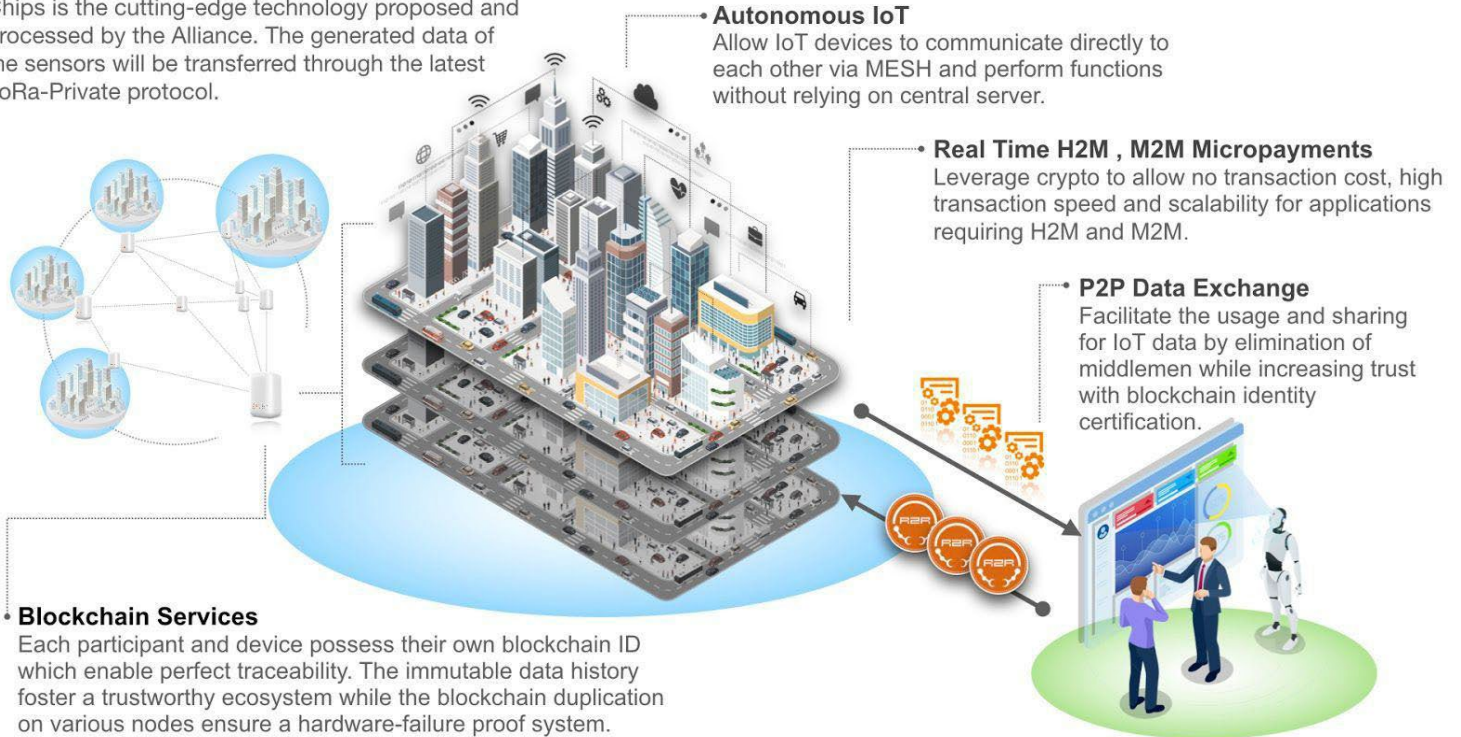 Chips is the cutting-edge technology proposed and
processed by the Alliance. The generated data of
the sensors will be transferred through the latest
LoRa-Private protocol.
Autonomous IoT
Allow IoT devices to communicate directly to
each other via MESH and perform functions
without relying on central server.
Real Time H2M , M2M Micropayments
Leverage crypto to allow no transaction cost, high
transaction speed and scalability for applications
requiring H2M and M2M.
P2P Data Exchange
Facilitate the usage and sharing
for IoT data by elimination of
middlemen while increasing trust
with blockchain identity
certification.
R2R
R2R
R2R
Blockchain Services
Each participant and device possess their own blockchain ID
which enable perfect traceability. The immutable data history
foster a trustworthy ecosystem while the blockchain duplication
on various nodes ensure a hardware-failure proof system.